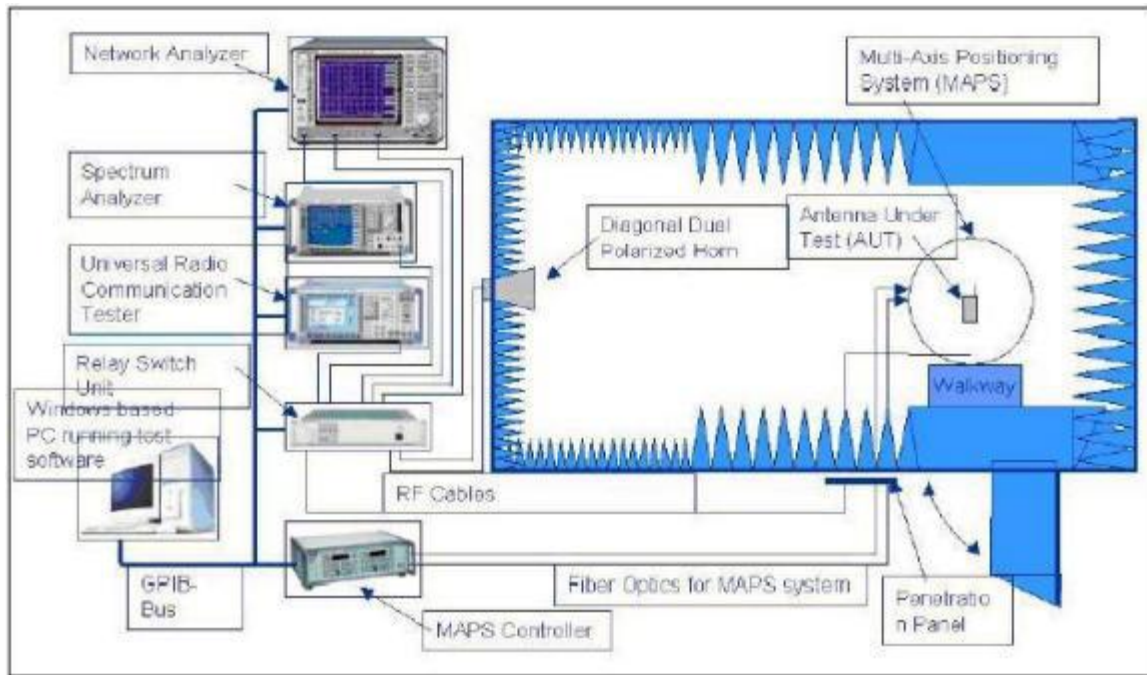 Network Analyzer
Multi-Axis Positioning
System (MAPS)
Spectrum
Analyzer
Diagonal Dual
Polarized Horn
Antenna Under
Test (AUT)
Universal Radio
Communication
Tester
Relay Switch
Unit
Windows based
PC running test
software
Walkway
RF Cables
GPIB-
Bus
Fiber Optics for MAPS system
Penetratio
n Panel
MAPS Controller